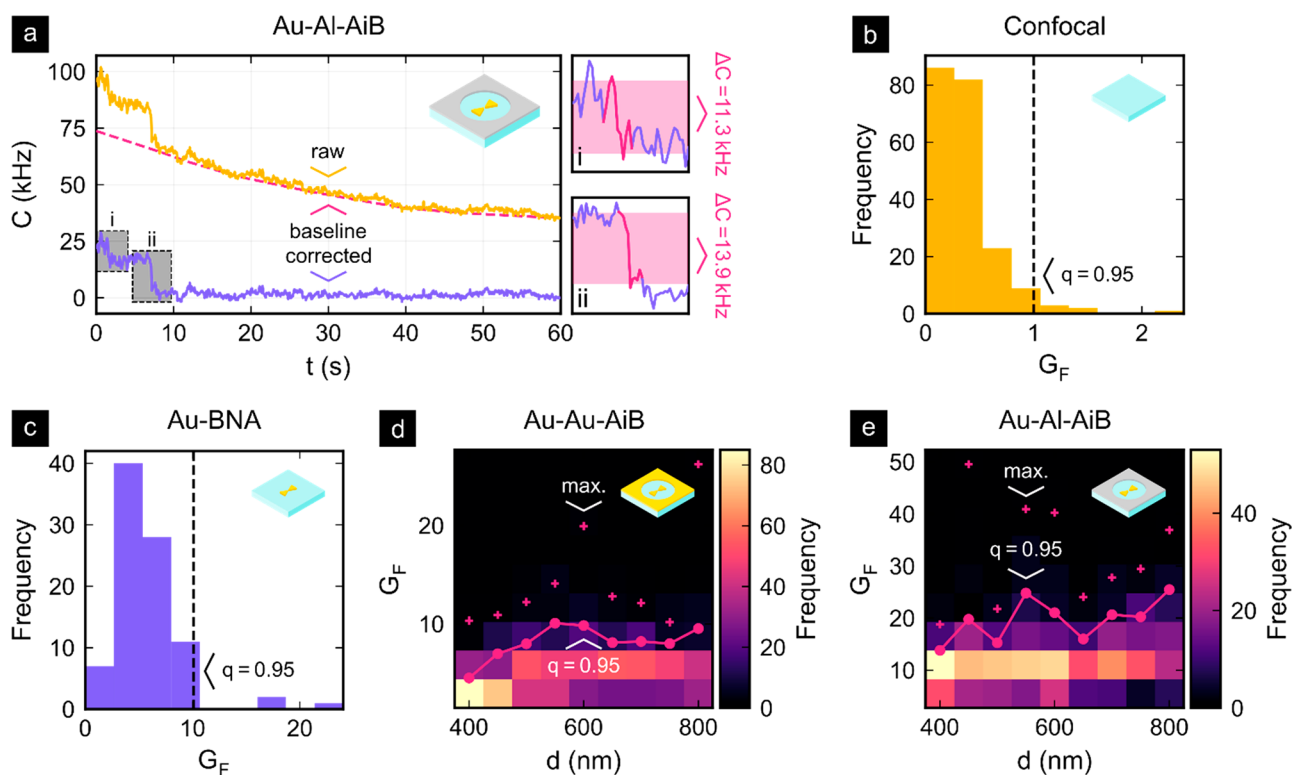 a
Au-Al-AiB
C (kHz)
100
75
50
25
0
0
10
20
30
40
50
60
t (s)
raw
baseline
corrected
i
ii
i
ii
ΔC = 11.3 kHz
ΔC = 13.9 kHz
b
Confocal
Frequency
80
60
40
20
0
0
1
2
G_F
q = 0.95
c
Au-BNA
Frequency
40
30
20
10
0
0
10
20
G_F
q = 0.95
d
Au-Au-AiB
G_F
20
10
400
600
800
d (nm)
max.
q = 0.95
80
60
40
20
0
Frequency
e
Au-Al-AiB
G_F
50
40
30
20
10
400
600
800
d (nm)
max.
q = 0.95
40
20
0
Frequency